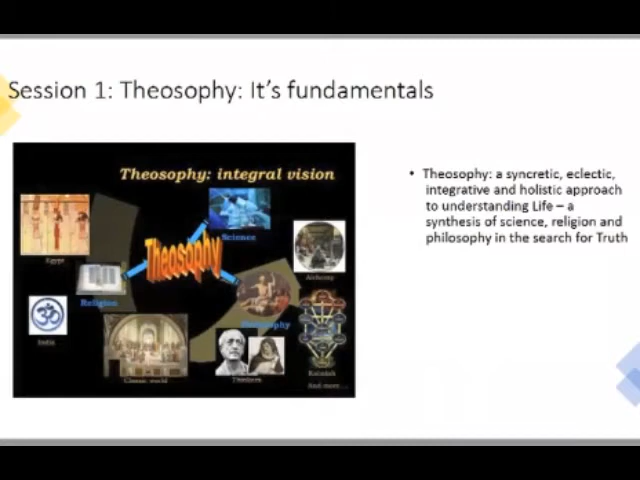 Session 1: Theosophy: It's fundamentals
Theosophy: integral vision
Science
Theosophy
Egypt
Alchemy
Religion
Philosophy
India
Classic world
Kabalah
And more...
• Theosophy: a syncretic, eclectic,
integrative and holistic approach
to understanding Life – a
synthesis of science, religion and
philosophy in the search for Truth